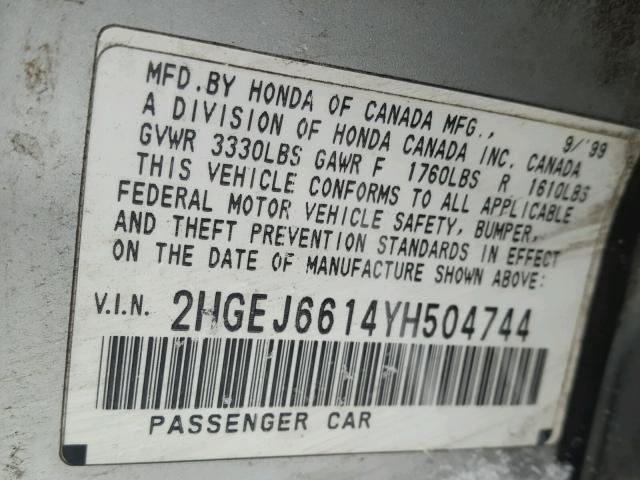 MFD.BY HONDA OF CANADA MFG.,
A DIVISION OF HONDA CANADA INC. CANADA 9/'99
GVWR 3330LBS GAWR F 1760LBS R 1610LBS
THIS VEHICLE CONFORMS TO ALL APPLICABLE
FEDERAL MOTOR VEHICLE SAFETY, BUMPER,
AND THEFT PREVENTION STANDARDS IN EFFECT
ON THE DATE OF MANUFACTURE SHOWN ABOVE:
V.I.N. 2HGEJ6614YH504744
PASSENGER CAR